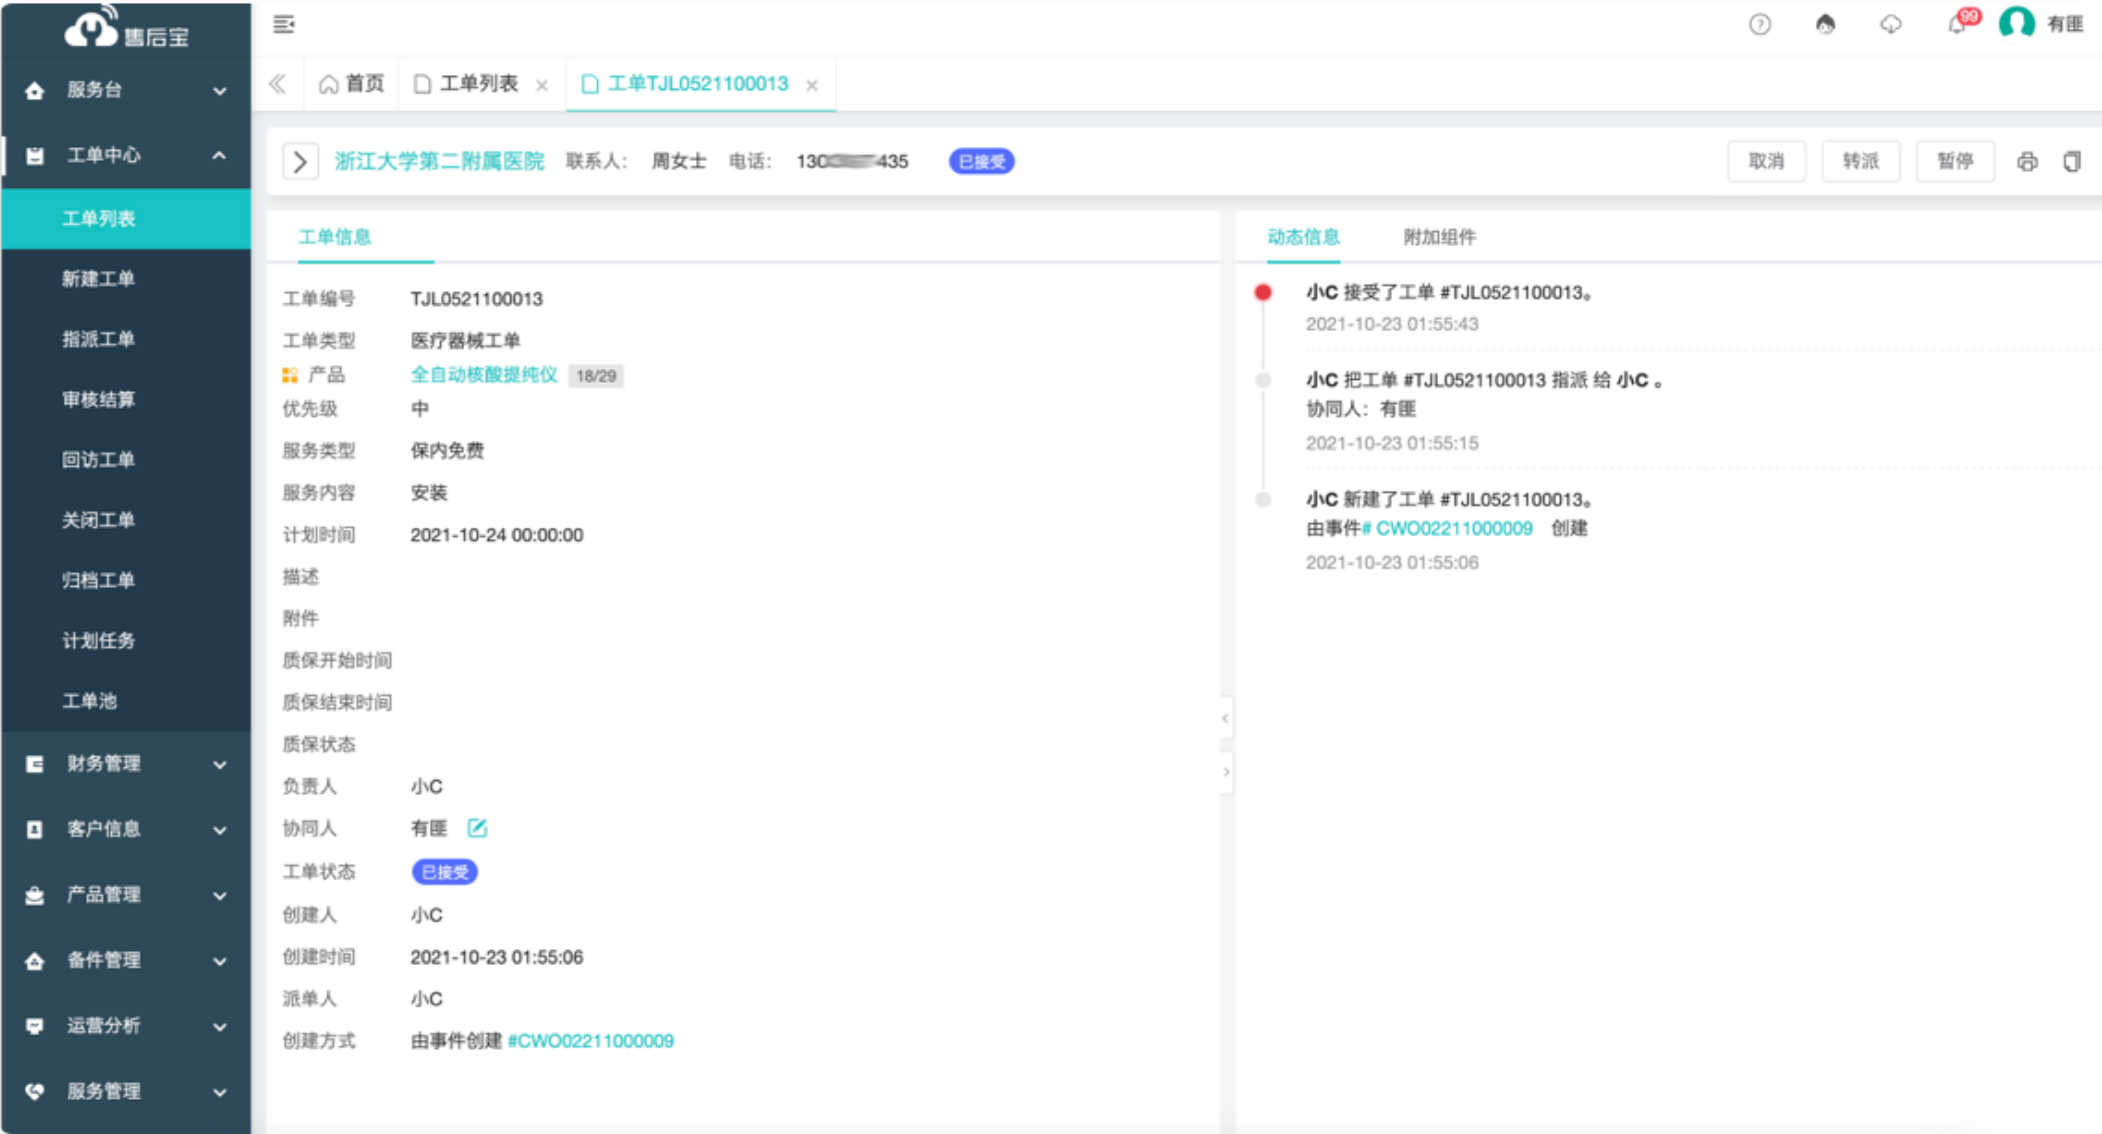 售后宝
99
有匪
服务台
首页
工单列表
工单TJL0521100013
工单中心
浙江大学第二附属医院 联系人： 周女士 电话： 130 435 已接受
取消 转派 暂停
工单列表
新建工单
指派工单
审核结算
回访工单
关闭工单
归档工单
计划任务
工单池
财务管理
客户信息
产品管理
备件管理
运营分析
服务管理
工单信息
工单编号 TJL0521100013
工单类型 医疗器械工单
产品 全自动核酸提纯仪 18/29
优先级 中
服务类型 保内免费
服务内容 安装
计划时间 2021-10-24 00:00:00
描述
附件
质保开始时间
质保结束时间
质保状态
负责人 小C
协同人 有匪
工单状态 已接受
创建人 小C
创建时间 2021-10-23 01:55:06
派单人 小C
创建方式 由事件创建 #CWO02211000009
动态信息 附加组件
小C 接受了工单 #TJL0521100013。
2021-10-23 01:55:43
小C 把工单 #TJL0521100013 指派 给 小C 。
协同人：有匪
2021-10-23 01:55:15
小C 新建了工单 #TJL0521100013。
由事件# CWO02211000009 创建
2021-10-23 01:55:06